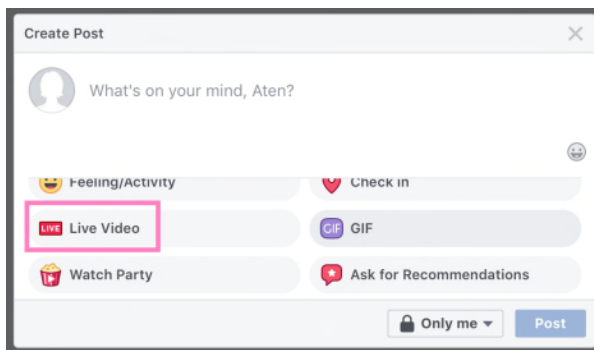 Create Post
What's on your mind, Aten?
Feeling/Activity
Check in
LIVE Live Video
GIF GIF
Watch Party
Ask for Recommendations
Only me
Post